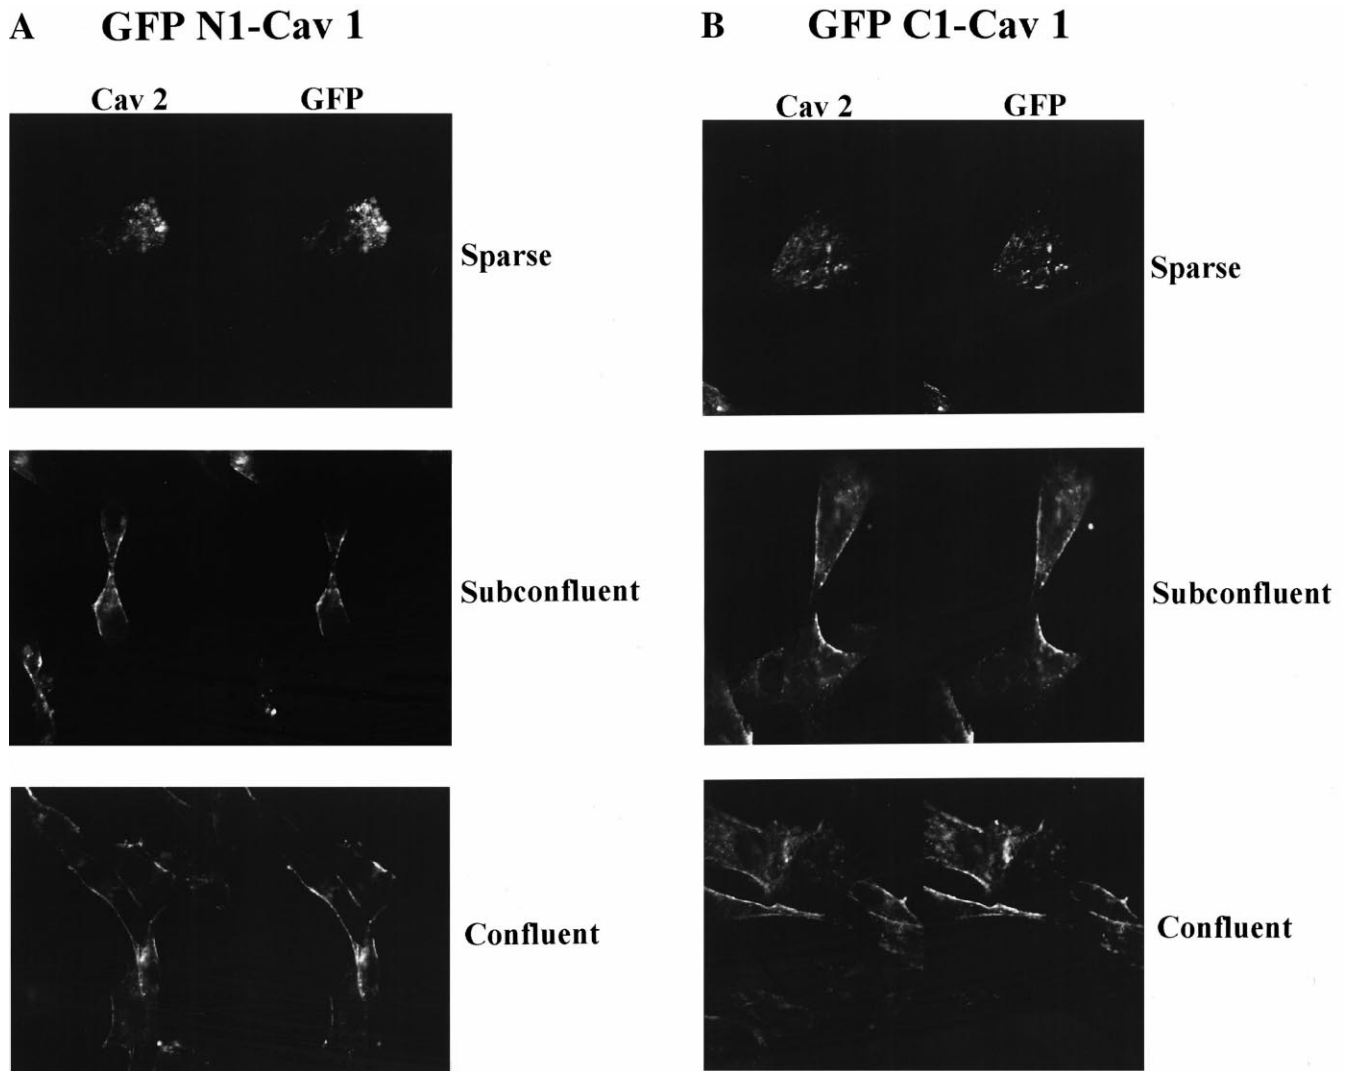 A GFP N1-Cav 1
Cav 2 GFP
Sparse
Subconfluent
Confluent
B GFP C1-Cav 1
Cav 2 GFP
Sparse
Subconfluent
Confluent